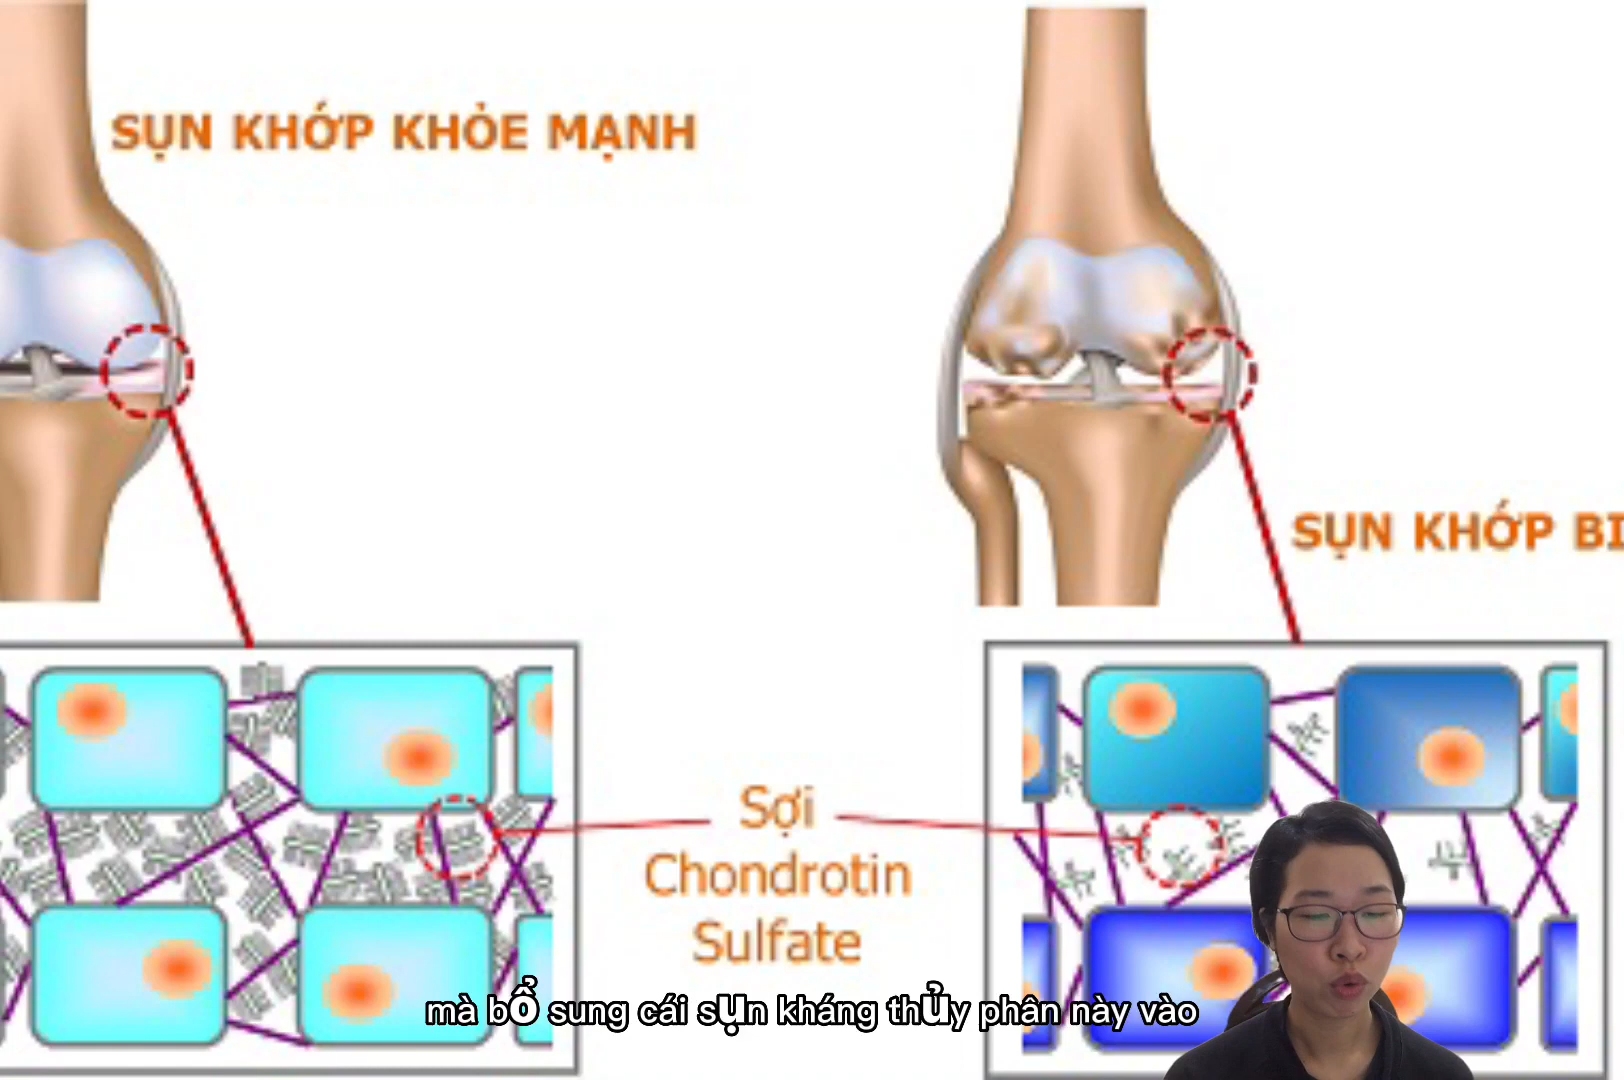 SỤN KHỚP KHỎE MẠNH
SỤN KHỚP BI
Sợi
Chondrotin
Sulfate
mà bổ sung cái sụn kháng thủy phân này vào